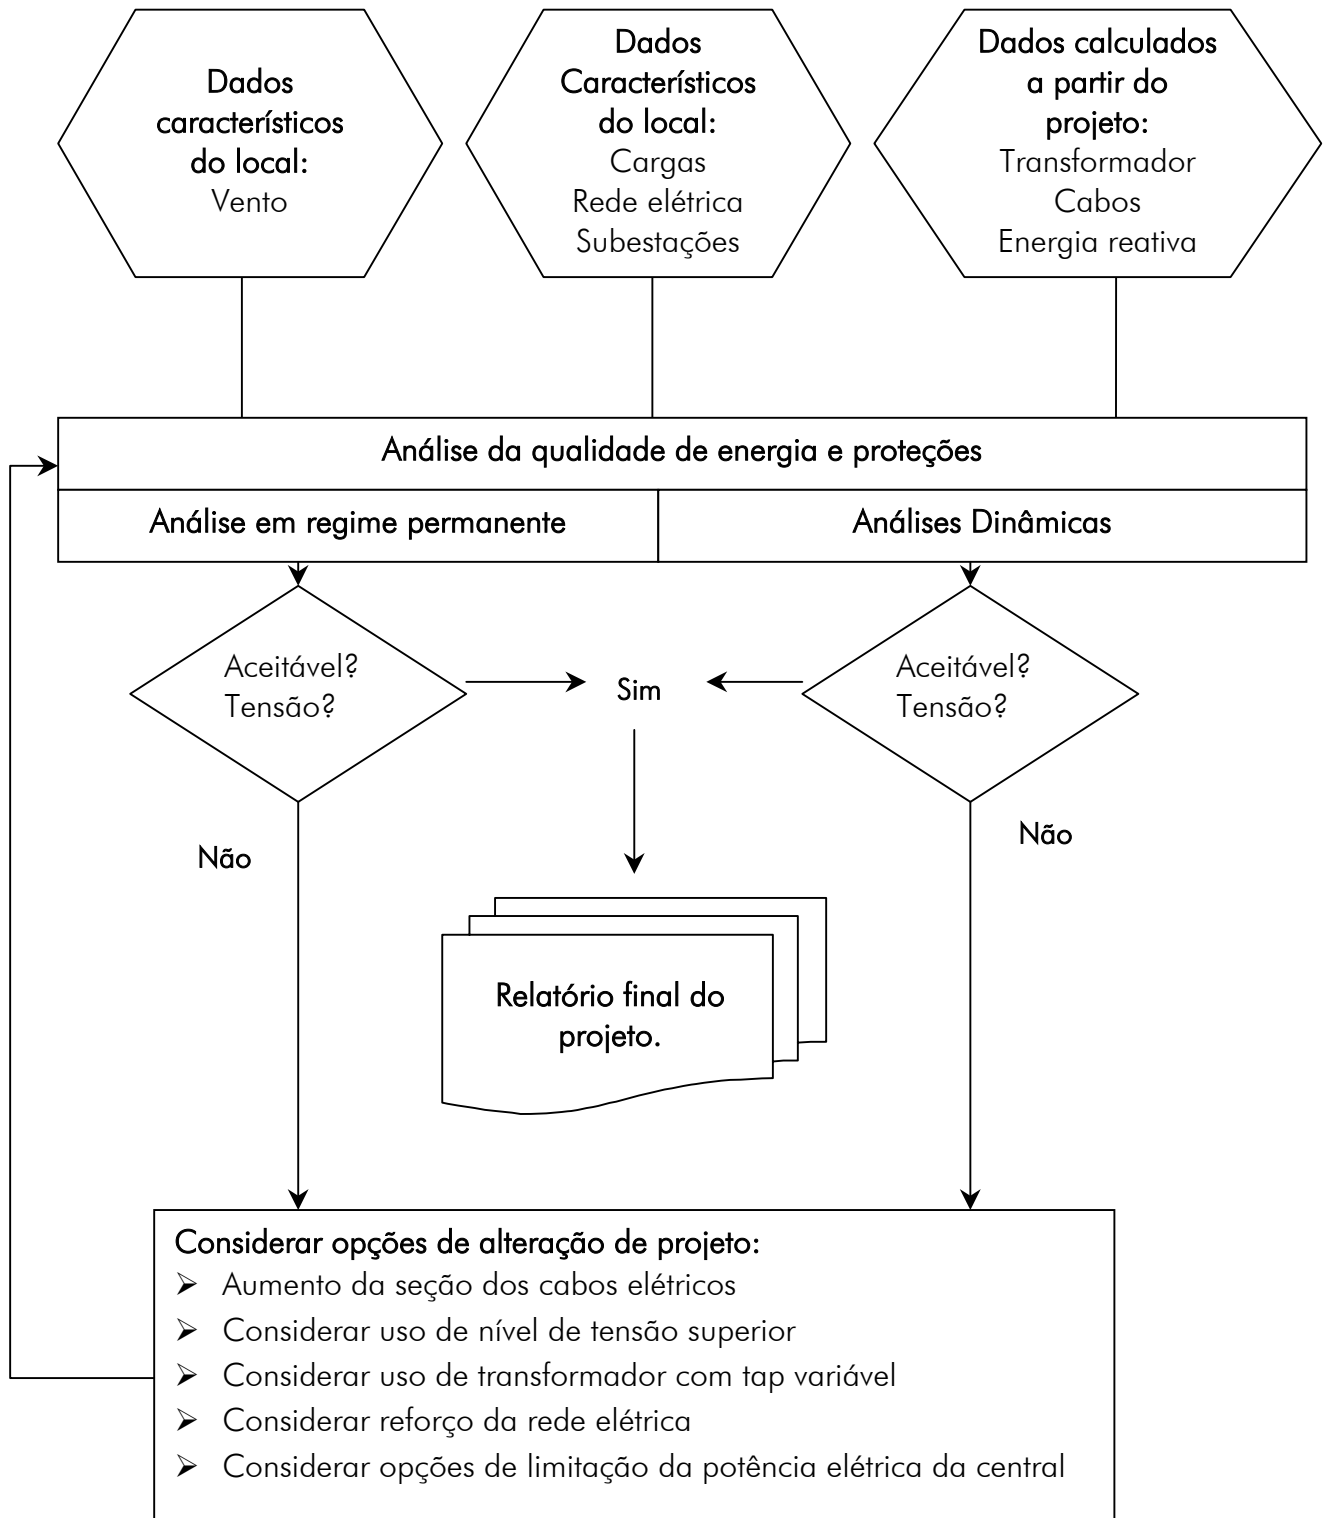 Dados
característicos
do local:
Vento
Dados
Característicos
do local:
Cargas
Rede elétrica
Subestações
Dados calculados
a partir do
projeto:
Transformador
Cabos
Energia reativa
Análise da qualidade de energia e proteções
Análise em regime permanente
Análises Dinâmicas
Aceitável?
Tensão?
Sim
Aceitável?
Tensão?
Não
Não
Relatório final do
projeto.
Considerar opções de alteração de projeto:
➢ Aumento da seção dos cabos elétricos
➢ Considerar uso de nível de tensão superior
➢ Considerar uso de transformador com tap variável
➢ Considerar reforço da rede elétrica
➢ Considerar opções de limitação da potência elétrica da central